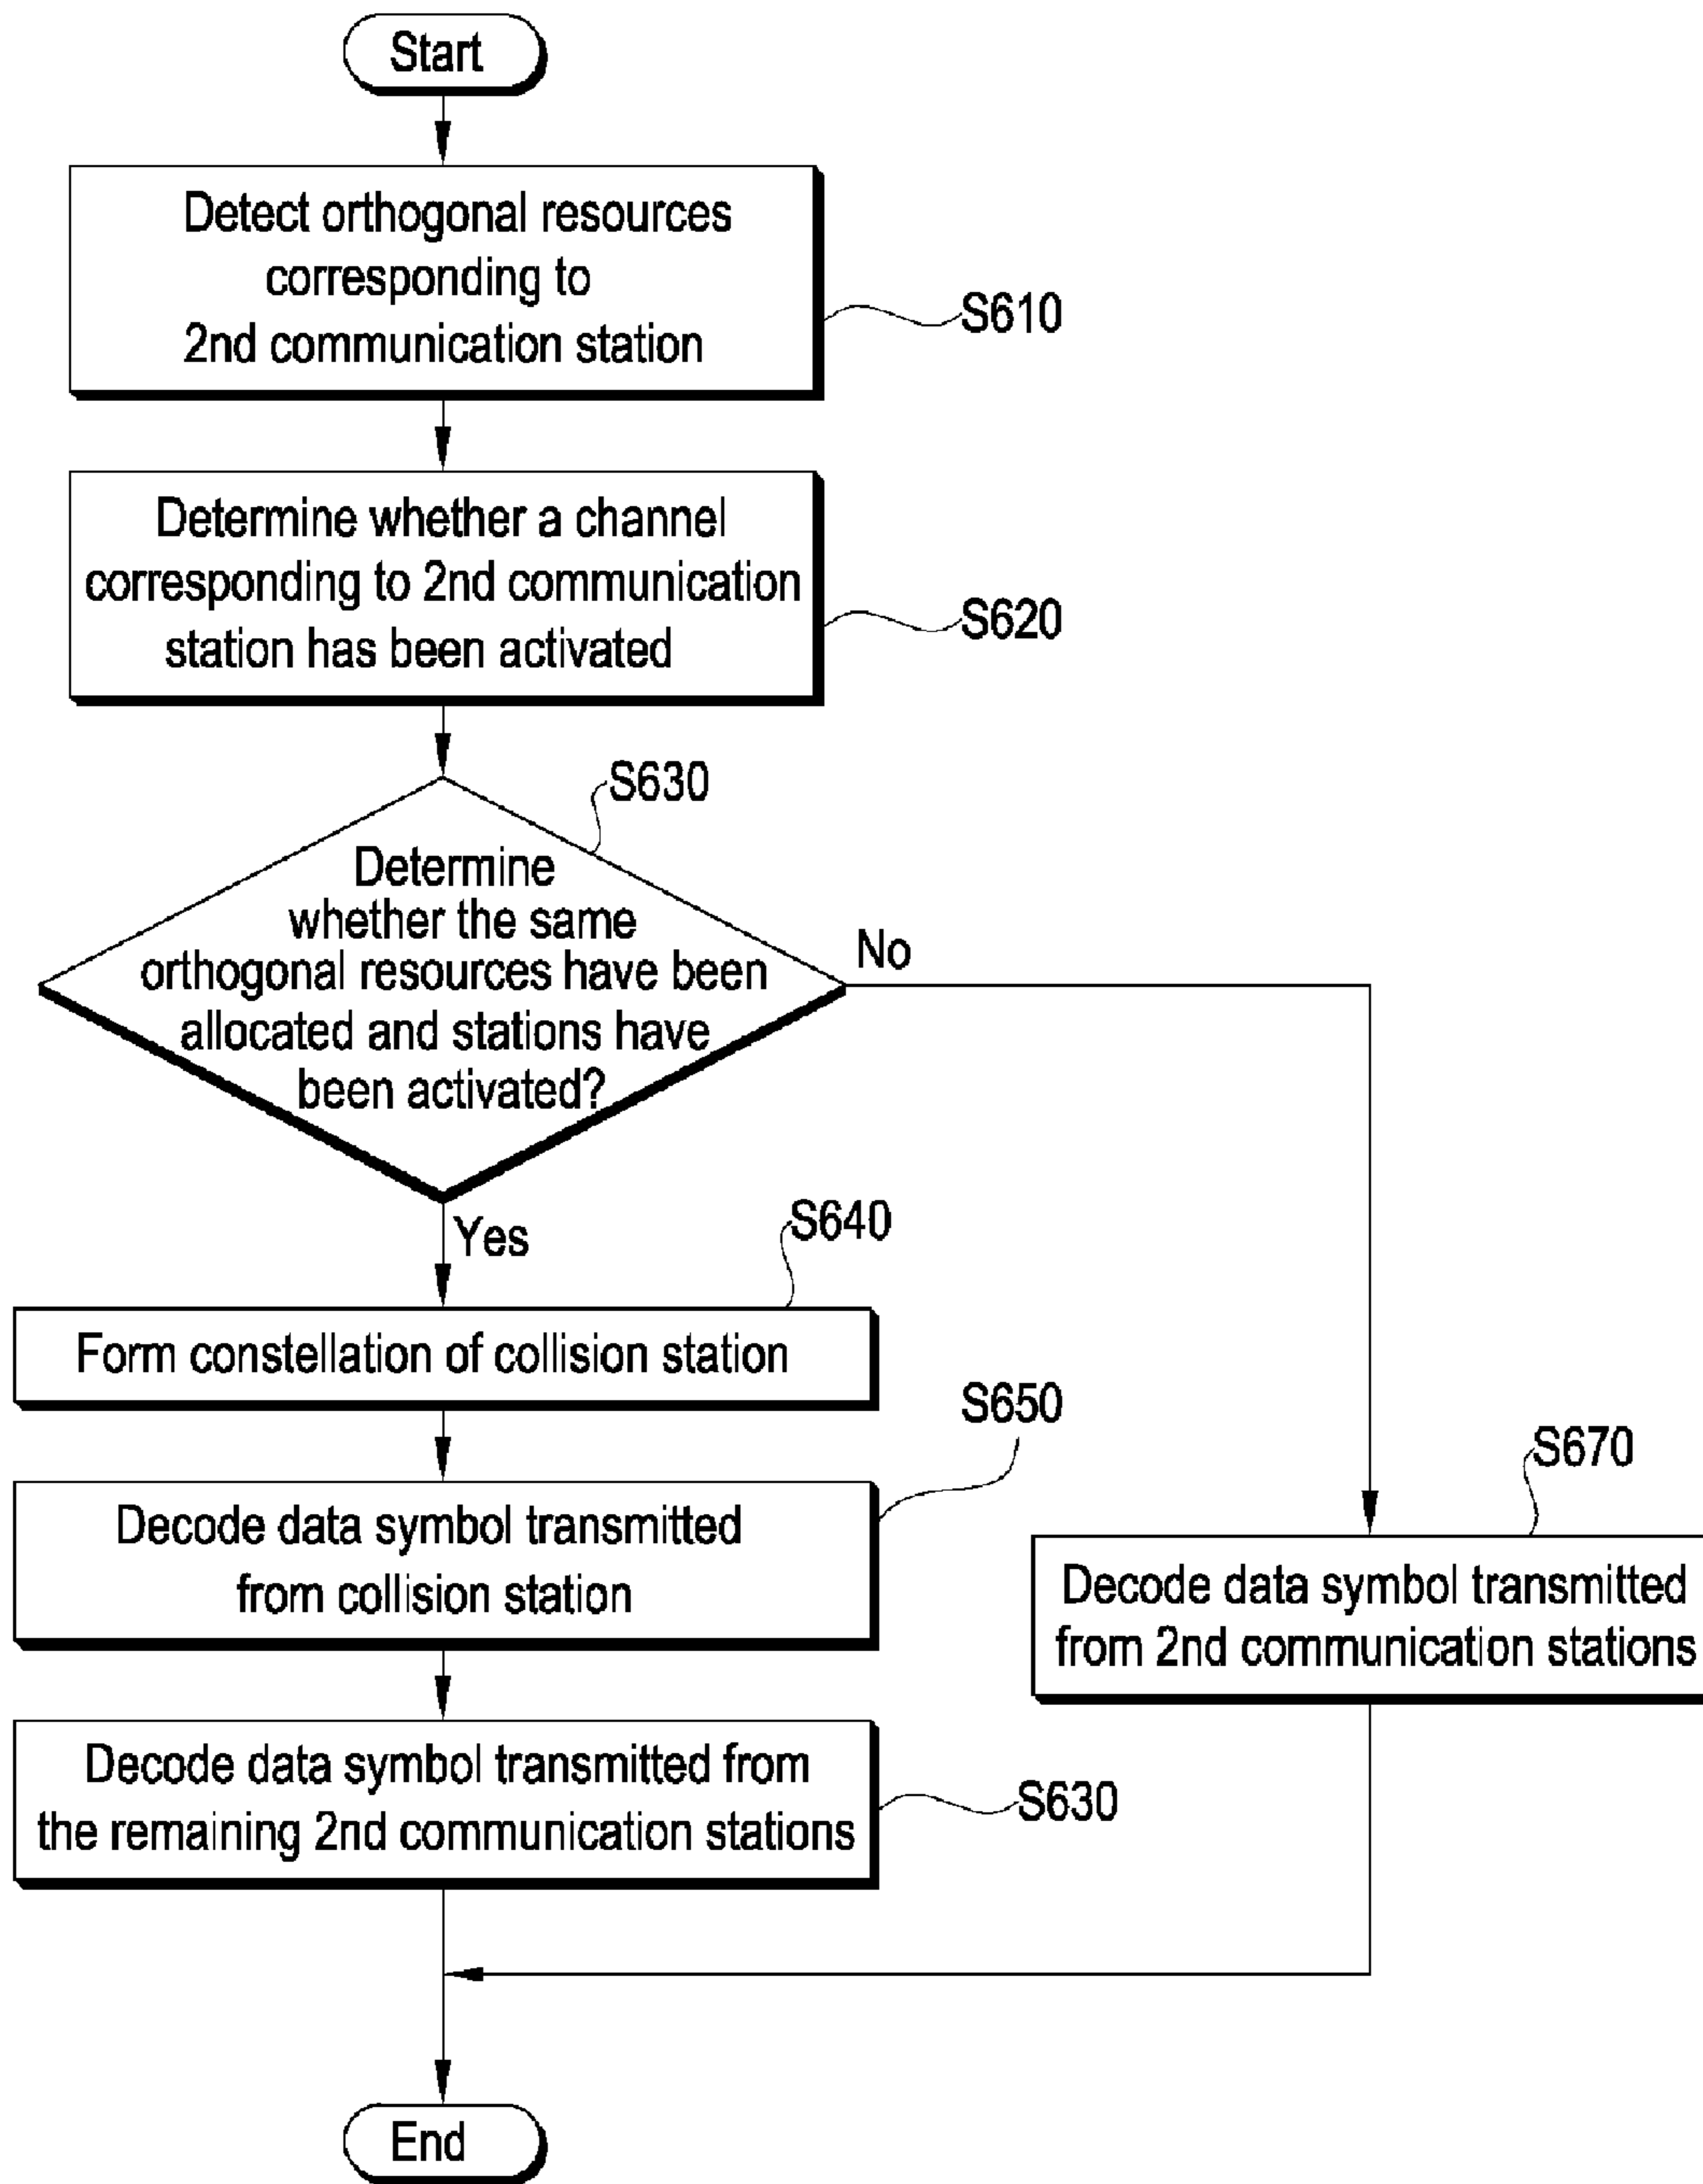 Start
Detect orthogonal resources
corresponding to
2nd communication station
S610
Determine whether a channel
corresponding to 2nd communication
station has been activated
S620
S630
Determine
whether the same
orthogonal resources have been
allocated and stations have
been activated?
No
Yes
S640
Form constellation of collision station
S650
Decode data symbol transmitted
from collision station
S670
Decode data symbol transmitted
from 2nd communication stations
Decode data symbol transmitted from
the remaining 2nd communication stations
S630
End